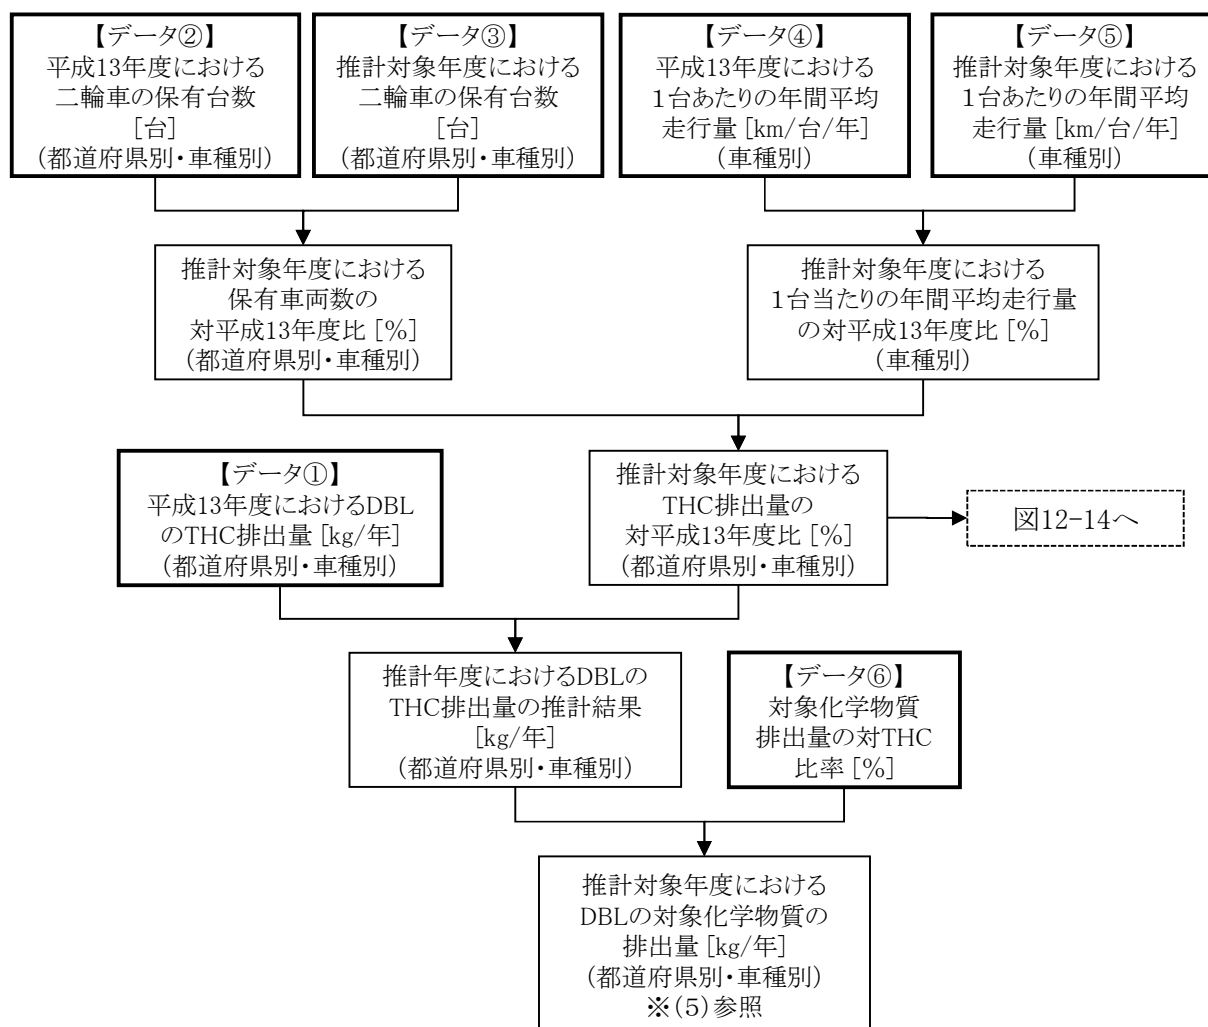 【データ②】
平成13年度における
二輪車の保有台数
[台]
(都道府県別・車種別)
【データ③】
推計対象年度における
二輪車の保有台数
[台]
(都道府県別・車種別)
【データ④】
平成13年度における
1台あたりの年間平均
走行量[km/台/年]
(車種別)
【データ⑤】
推計対象年度における
1台あたりの年間平均
走行量[km/台/年]
(車種別)
推計対象年度における
保有車両数の
対平成13年度比[%]
(都道府県別・車種別)
推計対象年度における
１台当たりの年間平均走行量
の対平成13年度比[%]
(車種別)
【データ①】
平成13年度におけるDBL
のTHC排出量[kg/年]
(都道府県別・車種別)
推計対象年度における
THC排出量の
対平成13年度比[%]
(都道府県別・車種別)
図12-14へ
推計年度におけるDBLの
THC排出量の推計結果
[kg/年]
(都道府県別・車種別)
【データ⑥】
対象化学物質
排出量の対THC
比率[%]
推計対象年度における
DBLの対象化学物質の
排出量[kg/年]
(都道府県別・車種別)
※(5)参照